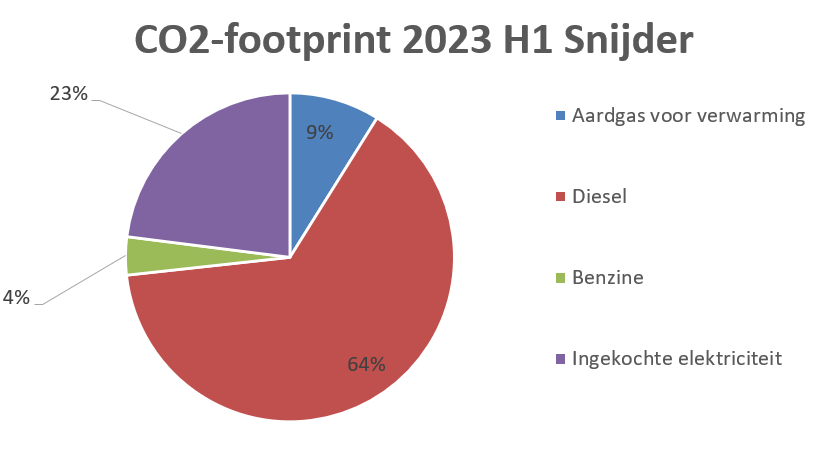 CO2-footprint 2023 H1 Snijder
23%
9%
Aardgas voor verwarming
Diesel
Benzine
4%
Ingekochte elektriciteit
64%